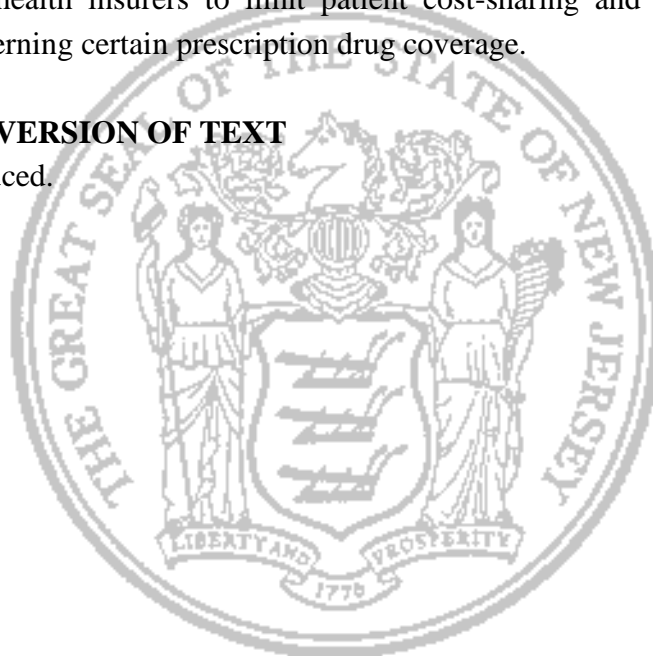 health insurers to limit patient cost-sharing and
erning certain prescription drug coverage.
VERSION OF TEXT
uced.
THE GREAT SEAL OF THE STATE OF NEW JERSEY
LIBERTY AND PROSPERITY
1776